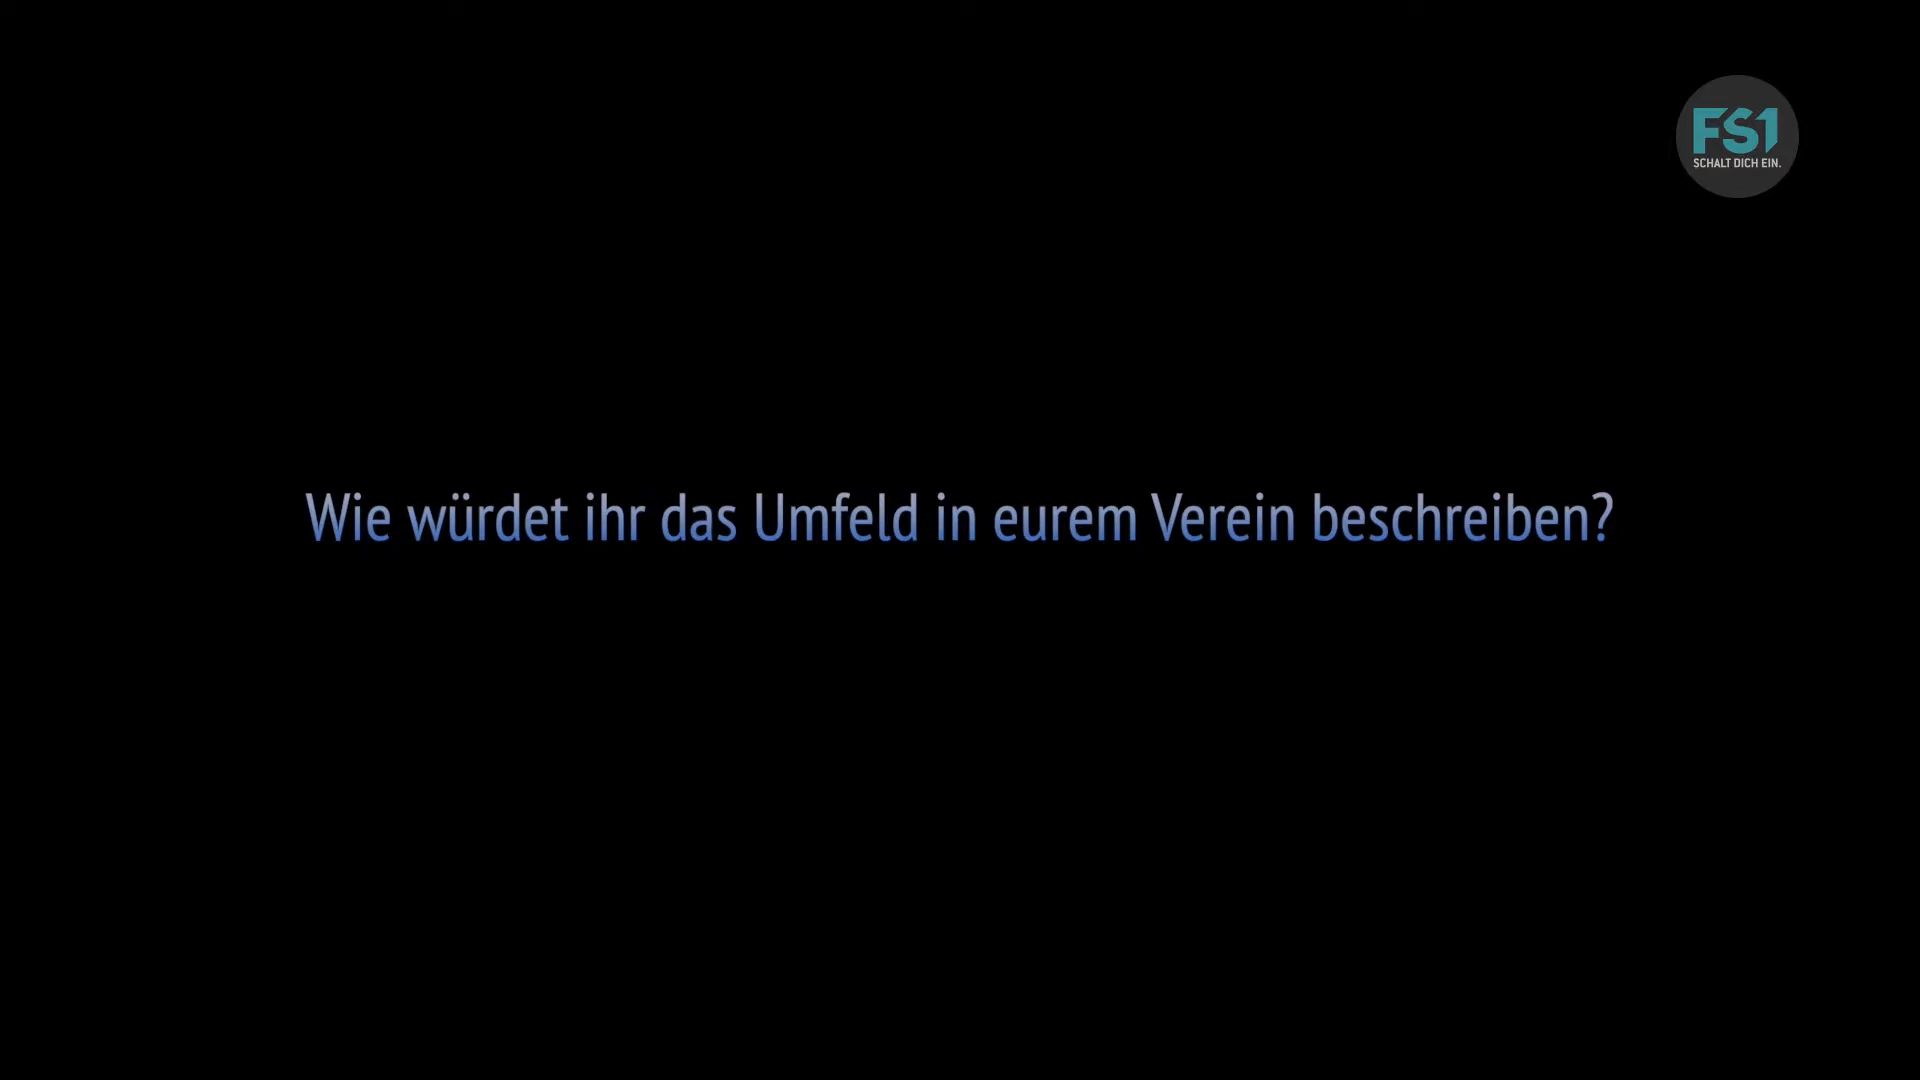 FS1
SCHALT DICH EIN.
Wie würdet ihr das Umfeld in eurem Verein beschreiben?